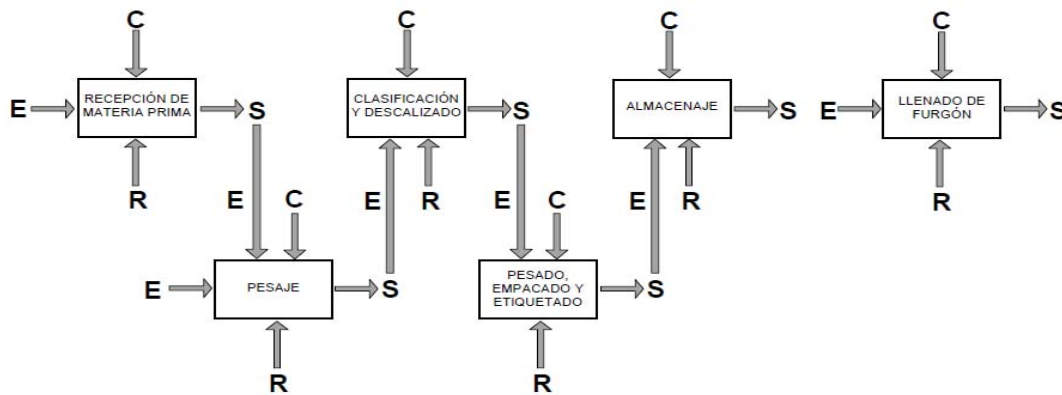 C
C
C
C
E
RECEPCIÓN DE
MATERIA PRIMA
S
CLASIFICACIÓN
Y DESCALIZADO
S
ALMACENAJE
S
E
LLENADO DE
FURGÓN
S
R
E
C
E
R
E
C
E
R
R
E
PESAJE
S
PESADO,
EMPACADO Y
ETIQUETADO
S
R
R